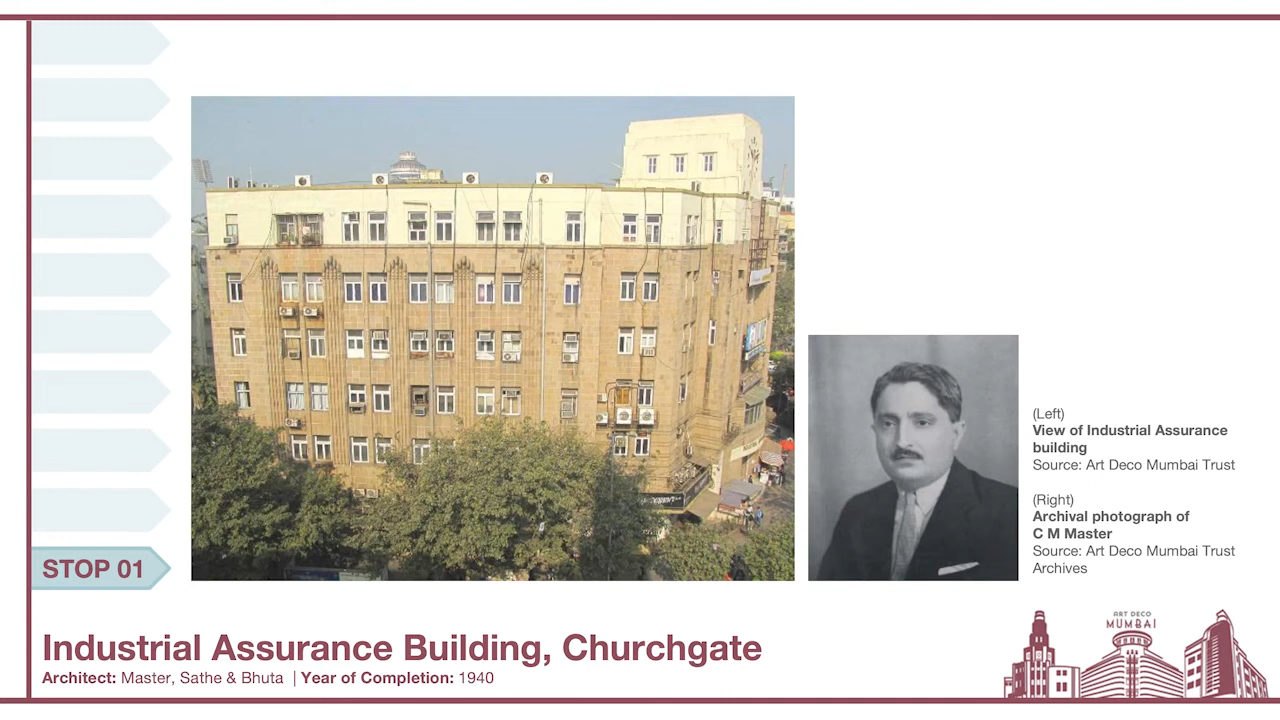 (Left)
View of Industrial Assurance
building
Source: Art Deco Mumbai Trust
(Right)
Archival photograph of
C M Master
Source: Art Deco Mumbai Trust
Archives
STOP 01
Industrial Assurance Building, Churchgate
Architect: Master, Sathe & Bhuta | Year of Completion: 1940
ART DECO
MUMBAI